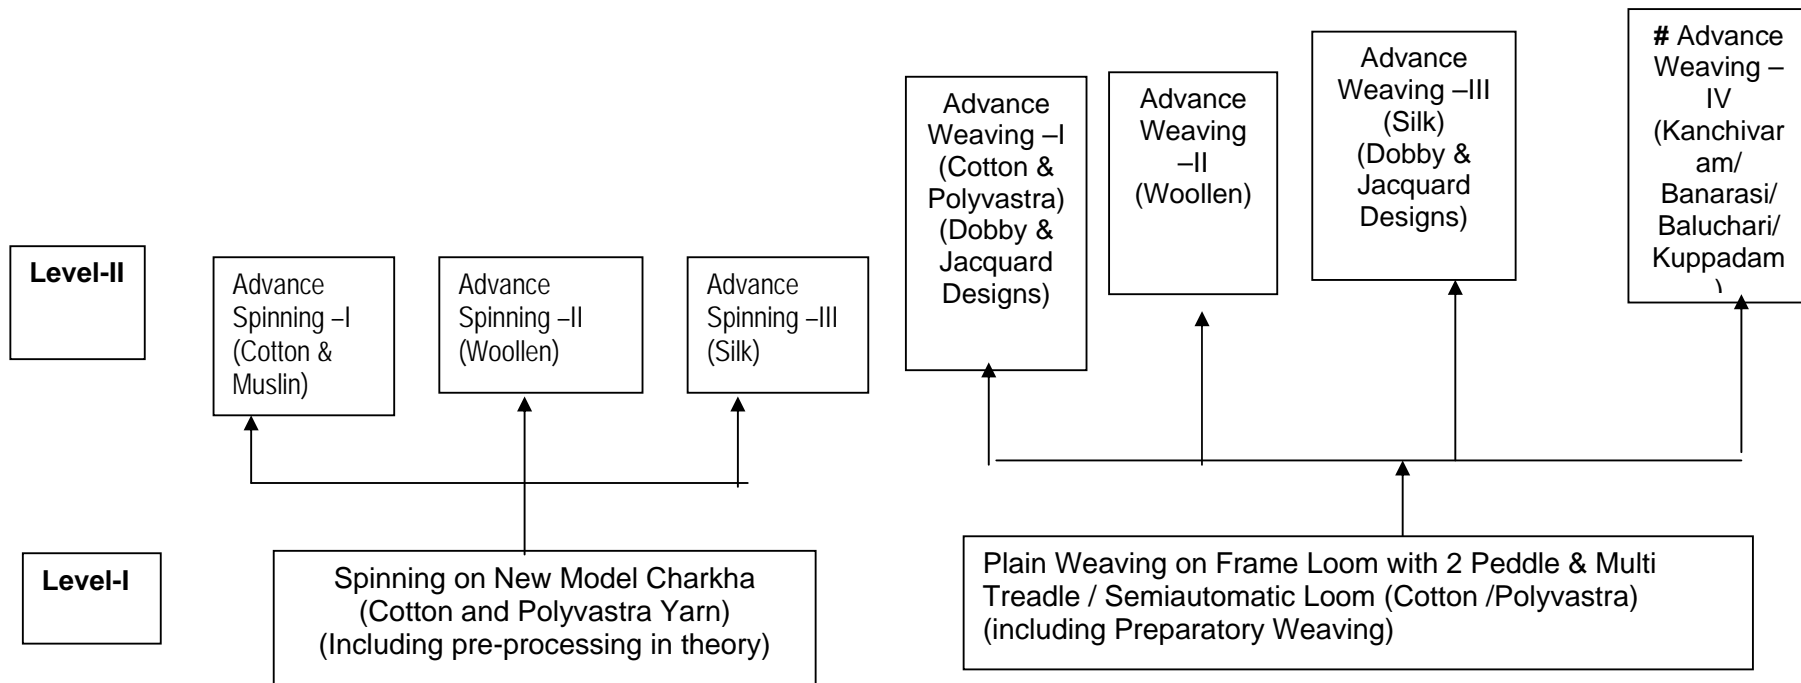 Level-II
Advance
Spinning –I
(Cotton &
Muslin)
Advance
Spinning –II
(Woollen)
Advance
Spinning –III
(Silk)
Advance
Weaving –I
(Cotton &
Polyvastra)
(Dobby &
Jacquard
Designs)
Advance
Weaving
–II
(Woollen)
Advance
Weaving –III
(Silk)
(Dobby &
Jacquard
Designs)
# Advance
Weaving –
IV
(Kanchivar
am/
Banarasi/
Baluchari/
Kuppadam
)
Level-I
Spinning on New Model Charkha
(Cotton and Polyvastra Yarn)
(Including pre-processing in theory)
Plain Weaving on Frame Loom with 2 Peddle & Multi
Treadle / Semiautomatic Loom (Cotton /Polyvastra)
(including Preparatory Weaving)